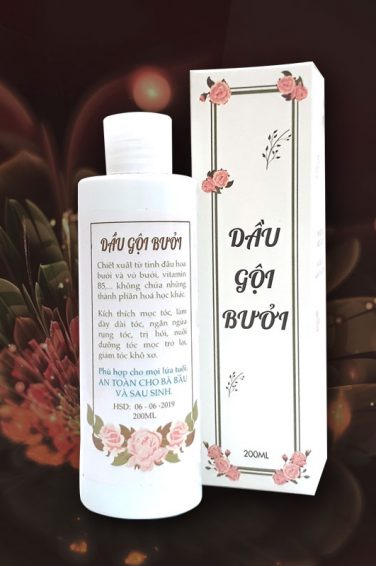 DẦU GỘI BƯỞI
Chiết xuất từ tinh dầu hoa
bưởi và vỏ bưởi, vitamin
B5,... không chứa những
thành phần hoá học khác.
Kích thích mọc tóc, làm
dày dài tóc, ngăn ngừa
rụng tóc, trị hói, nuôi
dưỡng tóc mọc trở lại,
giảm tóc khô xơ.
Phù hợp cho mọi lứa tuổi.
AN TOÀN CHO BÀ BẦU
VÀ SAU SINH.
HSD: 06 - 06 -2019
200ML
DẦU
GỘI
BƯỞI
200ML